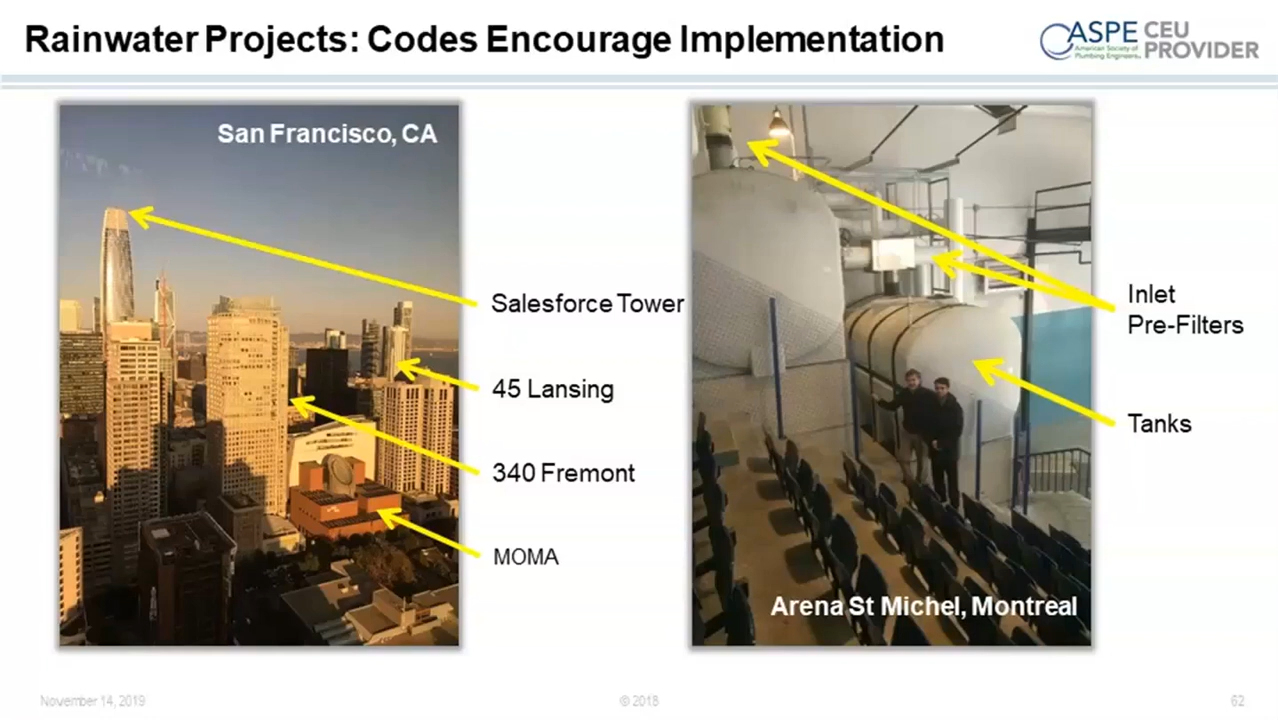 Rainwater Projects: Codes Encourage Implementation
ASPE CEU
American Society of
Plumbing Engineers
PROVIDER
San Francisco, CA
Salesforce Tower
45 Lansing
340 Fremont
MOMA
Inlet
Pre-Filters
Tanks
Arena St Michel, Montreal
November 14, 2019
© 2018
62